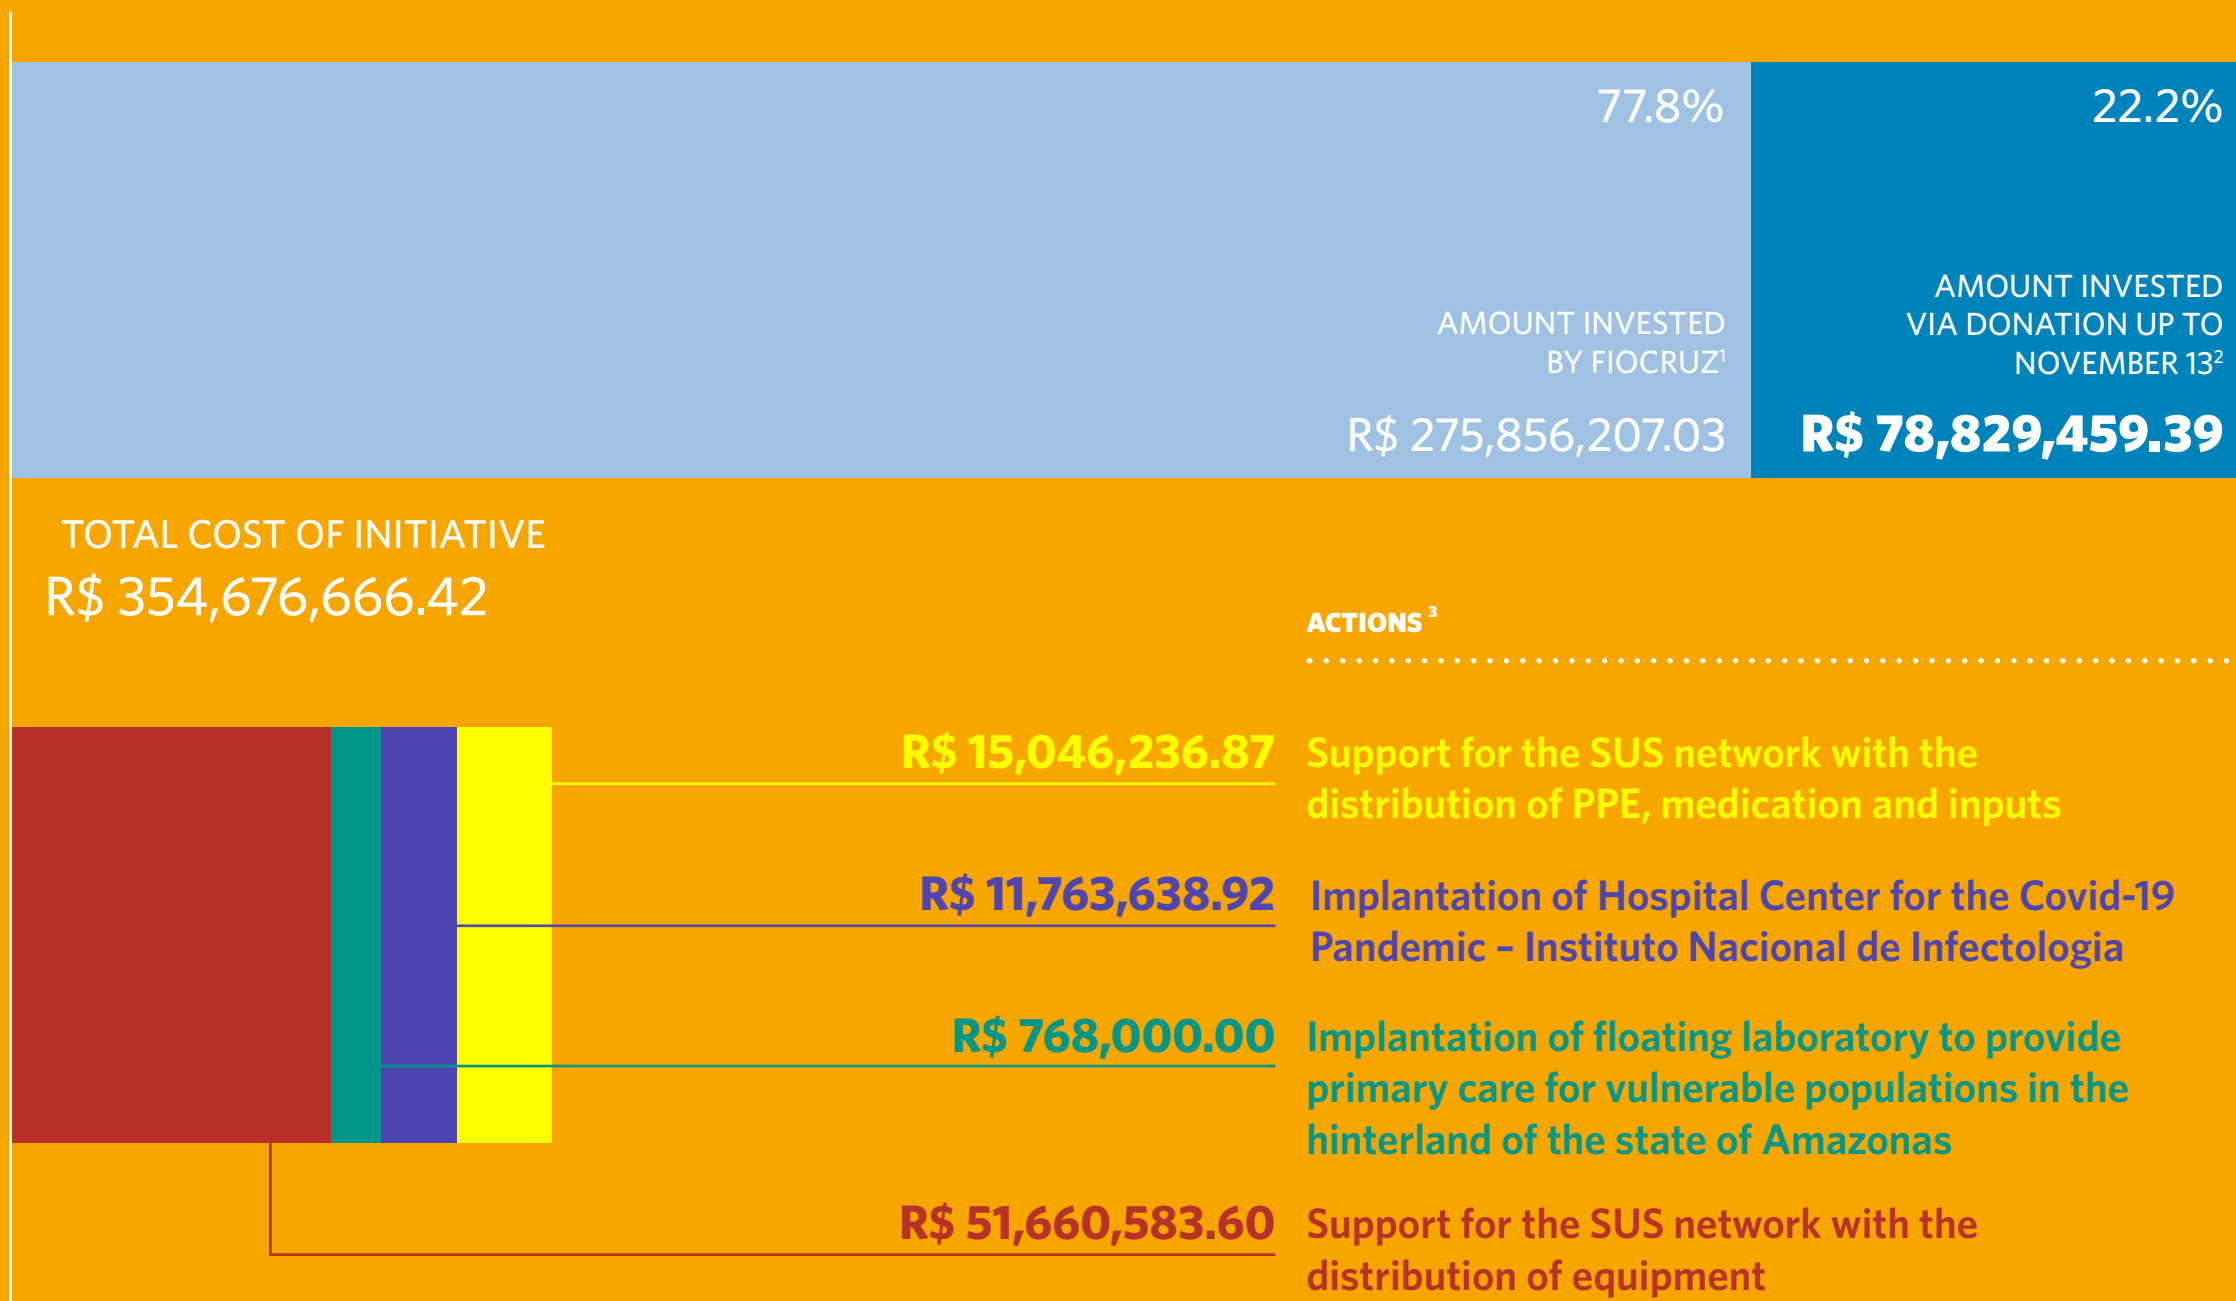 77.8%
22.2%
AMOUNT INVESTED
BY FIOCRUZ¹
R$ 275,856,207.03
AMOUNT INVESTED
VIA DONATION UP TO
NOVEMBER 13²
R$ 78,829,459.39
TOTAL COST OF INITIATIVE
R$ 354,676,666.42
ACTIONS ³
R$ 15,046,236.87
Support for the SUS network with the
distribution of PPE, medication and inputs
R$ 11,763,638.92
Implantation of Hospital Center for the Covid-19
Pandemic – Instituto Nacional de Infectologia
R$ 768,000.00
Implantation of floating laboratory to provide
primary care for vulnerable populations in the
hinterland of the state of Amazonas
R$ 51,660,583.60
Support for the SUS network with the
distribution of equipment